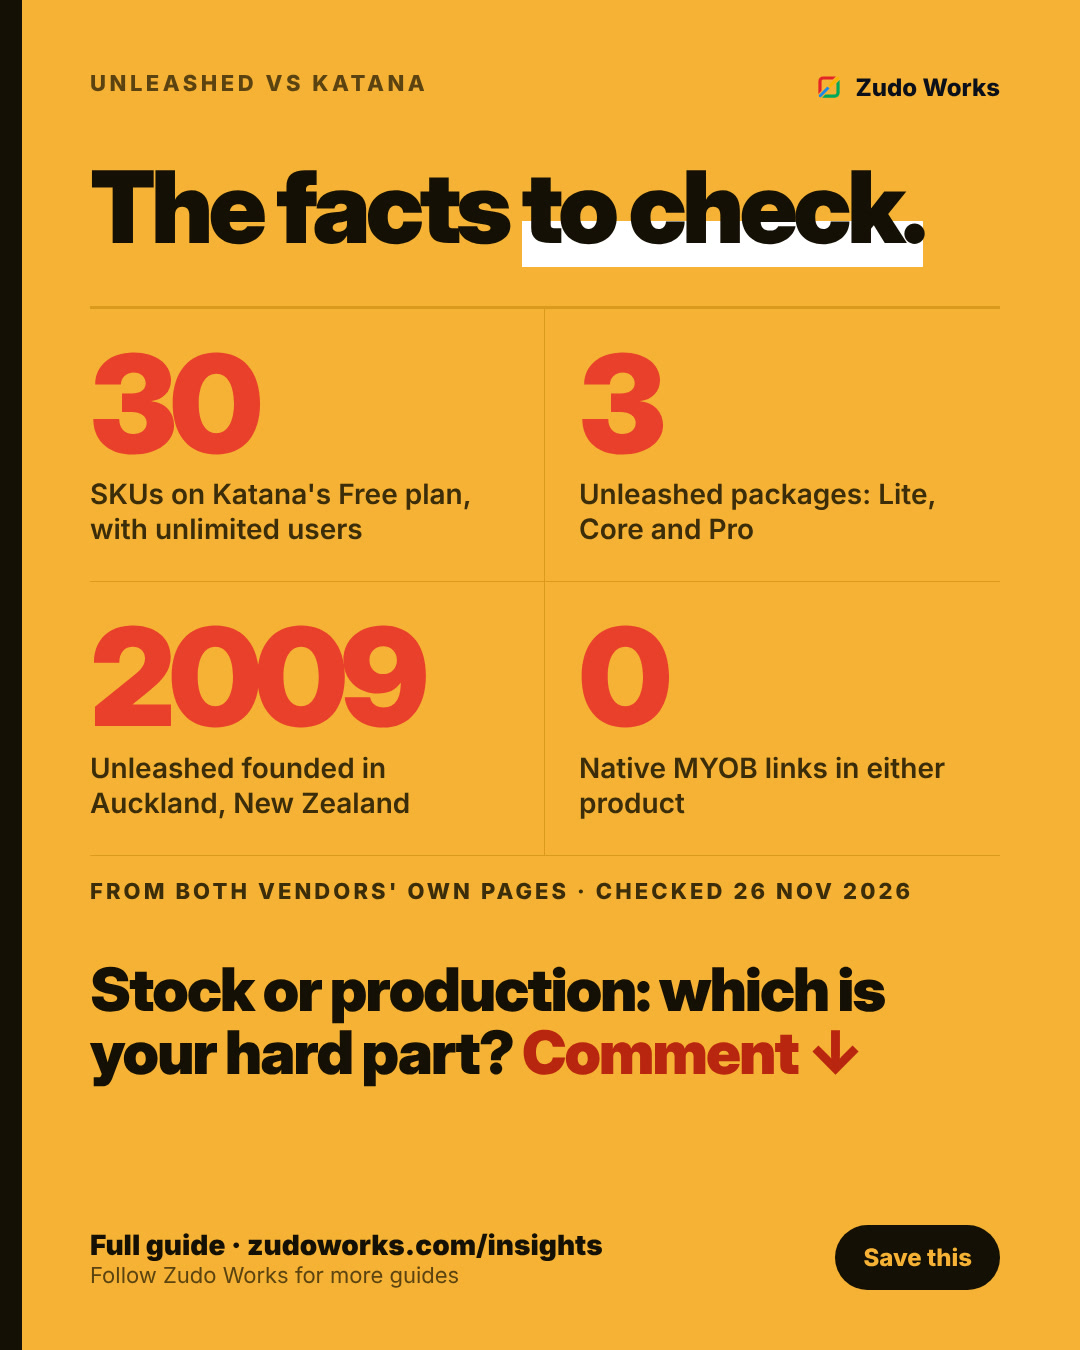 UNLEASHED VS KATANA
Zudo Works
The facts to check.
30
SKUs on Katana's Free plan,
with unlimited users
3
Unleashed packages: Lite,
Core and Pro
2009
Unleashed founded in
Auckland, New Zealand
0
Native MYOB links in either
product
FROM BOTH VENDORS' OWN PAGES · CHECKED 26 NOV 2026
Stock or production: which is
your hard part? Comment ↓
Full guide · zudoworks.com/insights
Follow Zudo Works for more guides
Save this